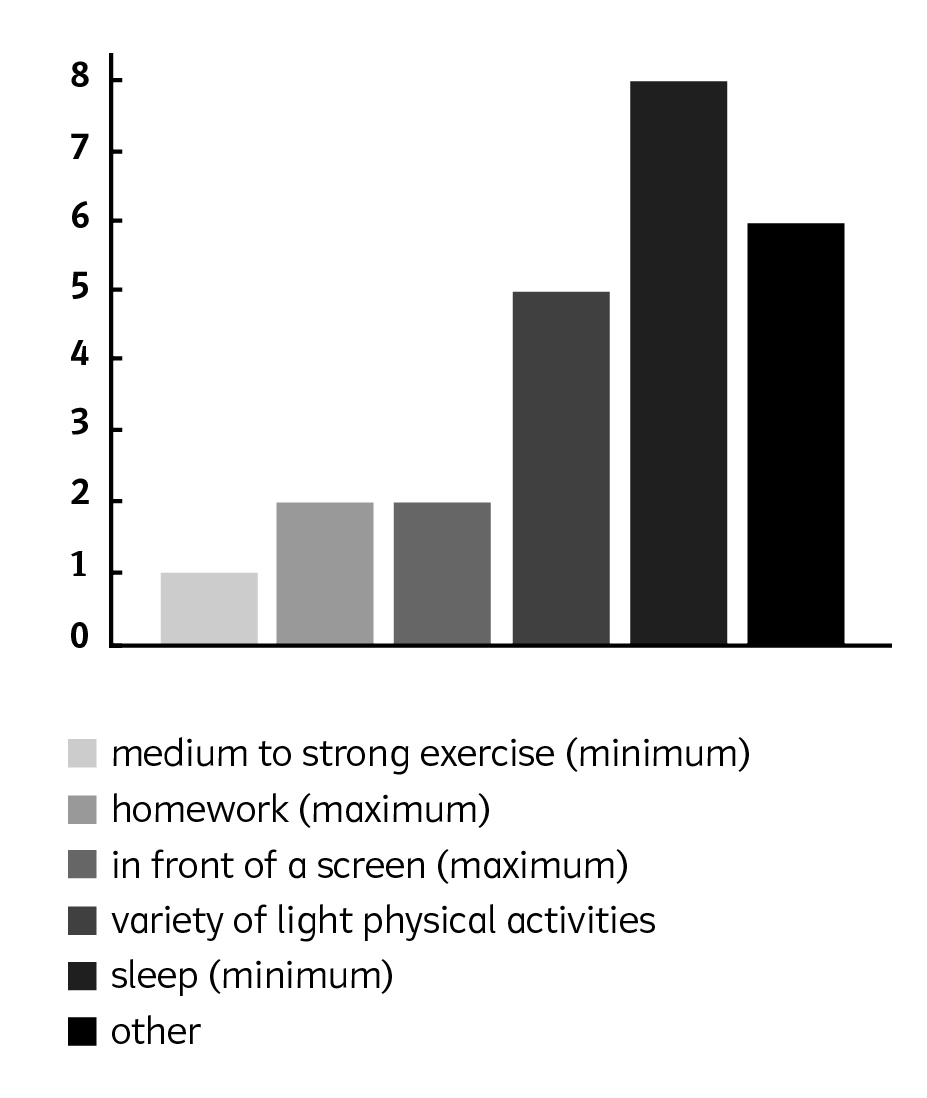 8
7
6
5
4
3
2
1
0
medium to strong exercise (minimum)
homework (maximum)
in front of a screen (maximum)
variety of light physical activities
sleep (minimum)
other